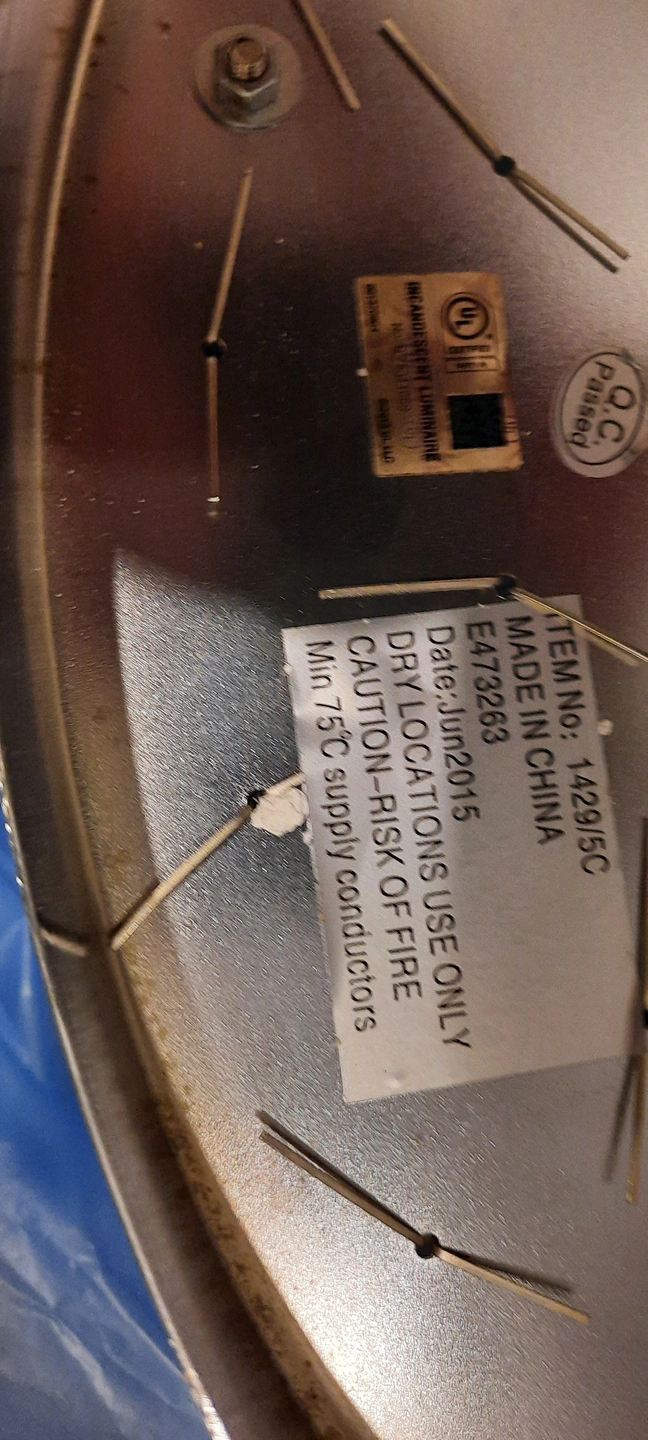 UL
INCANDESCENT LUMINAIRE
Q.C.
Passed
ITEM No: 1429/5C
MADE IN CHINA
E473263
Date:Jun2015
DRY LOCATIONS USE ONLY
CAUTION-RISK OF FIRE
Min 75°C supply conductors